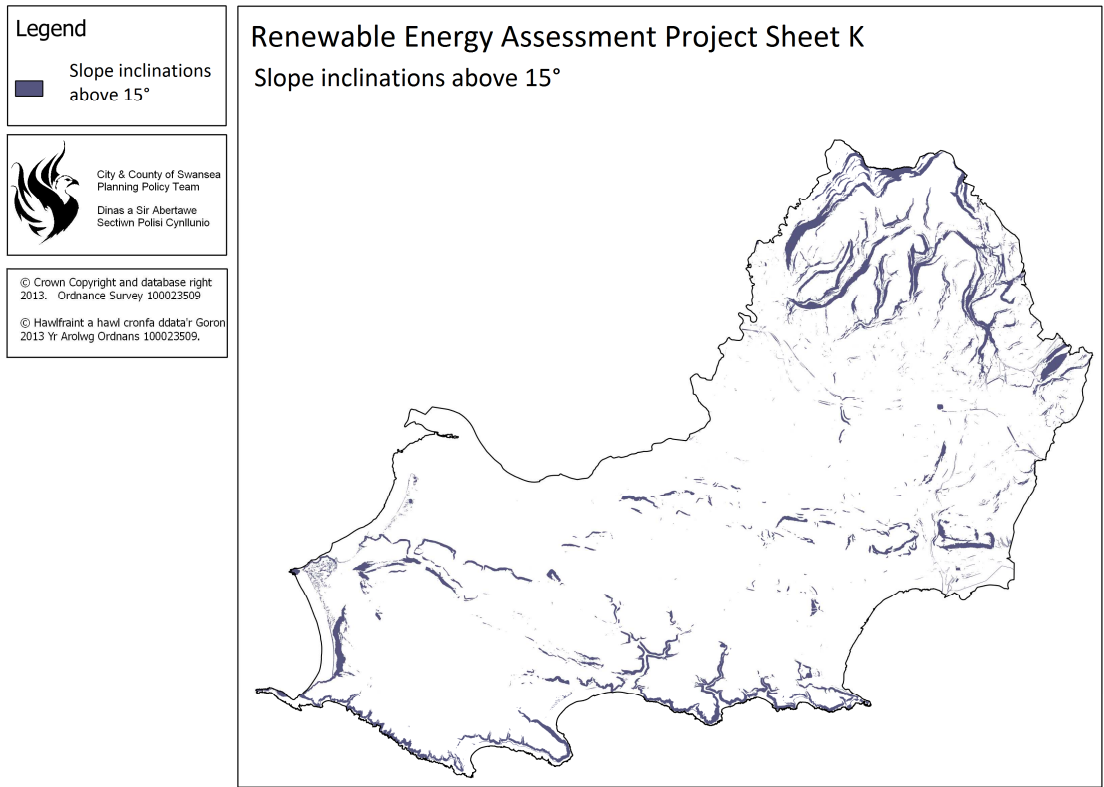 Legend
Slope inclinations
above 15°
City & County of Swansea
Planning Policy Team
Dinas a Sir Abertawe
Sectiwn Polisi Cynllunio
© Crown Copyright and database right
2013. Ordnance Survey 100023509
© Hawlfraint a hawl cronfa ddata'r Goron
2013 Yr Arolwg Ordnans 100023509.
Renewable Energy Assessment Project Sheet K
Slope inclinations above 15°